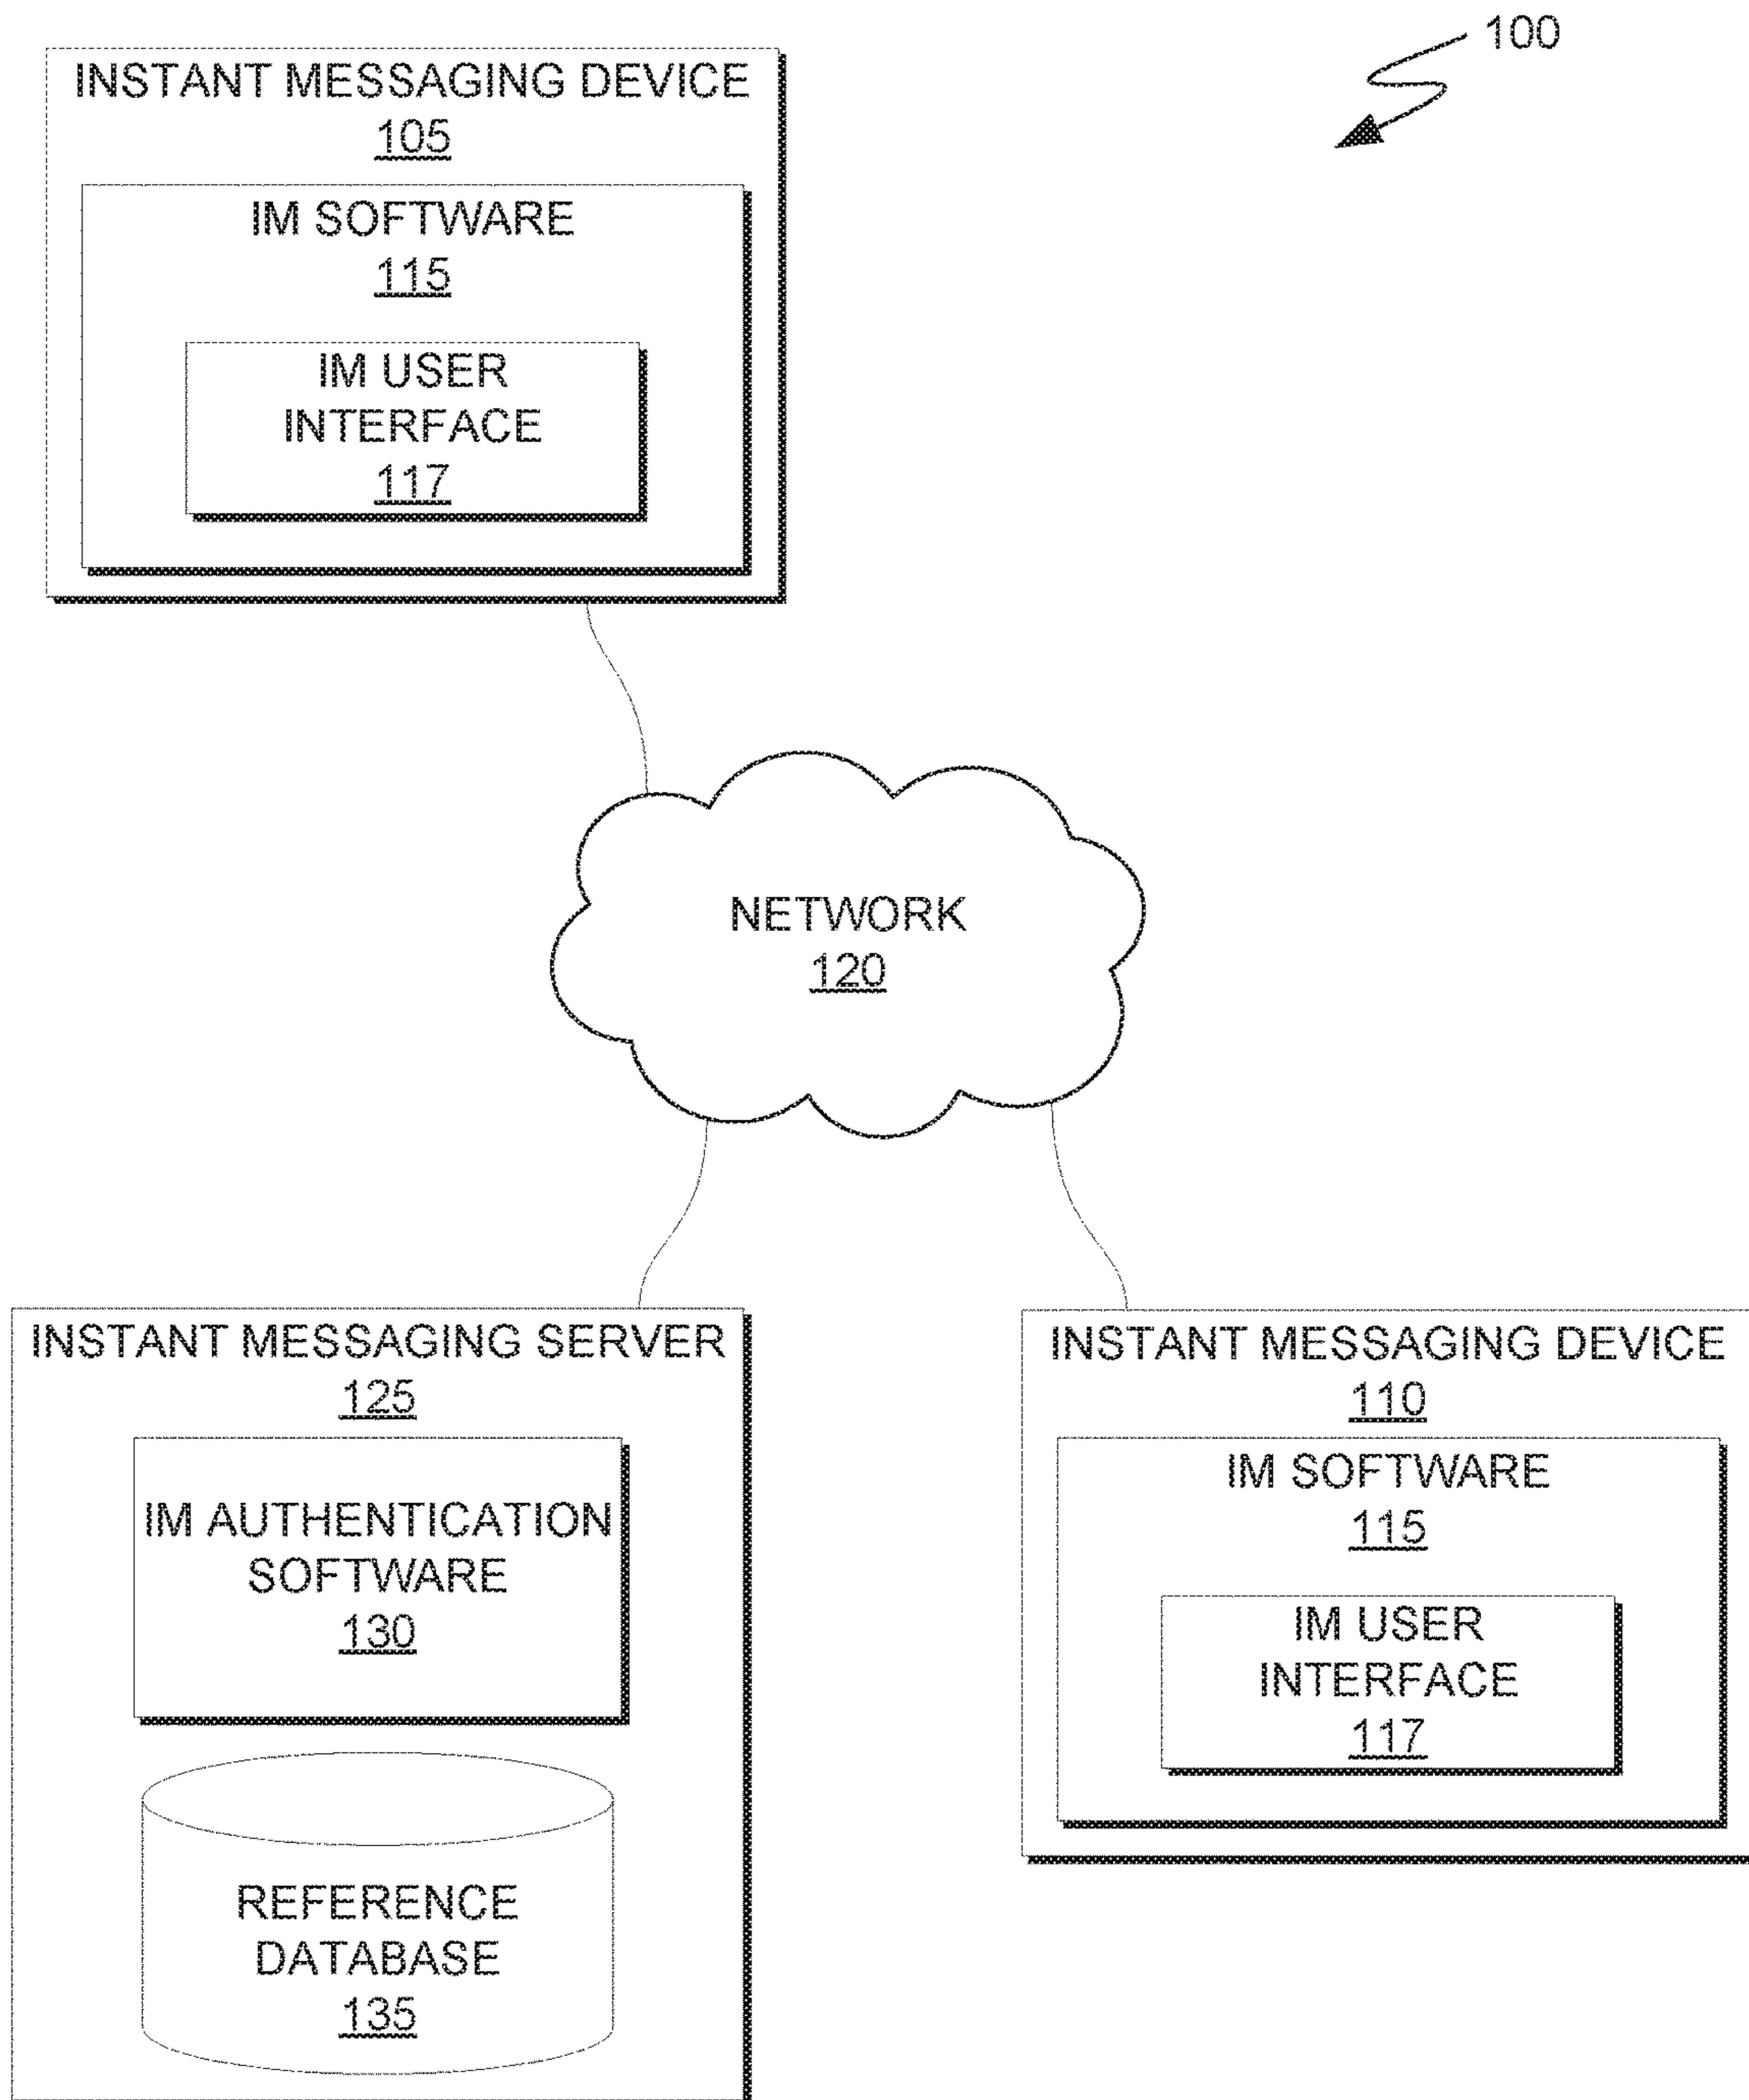 100
INSTANT MESSAGING DEVICE
105
IM SOFTWARE
115
IM USER
INTERFACE
117
NETWORK
120
INSTANT MESSAGING SERVER
125
IM AUTHENTICATION
SOFTWARE
130
REFERENCE
DATABASE
135
INSTANT MESSAGING DEVICE
110
IM SOFTWARE
115
IM USER
INTERFACE
117